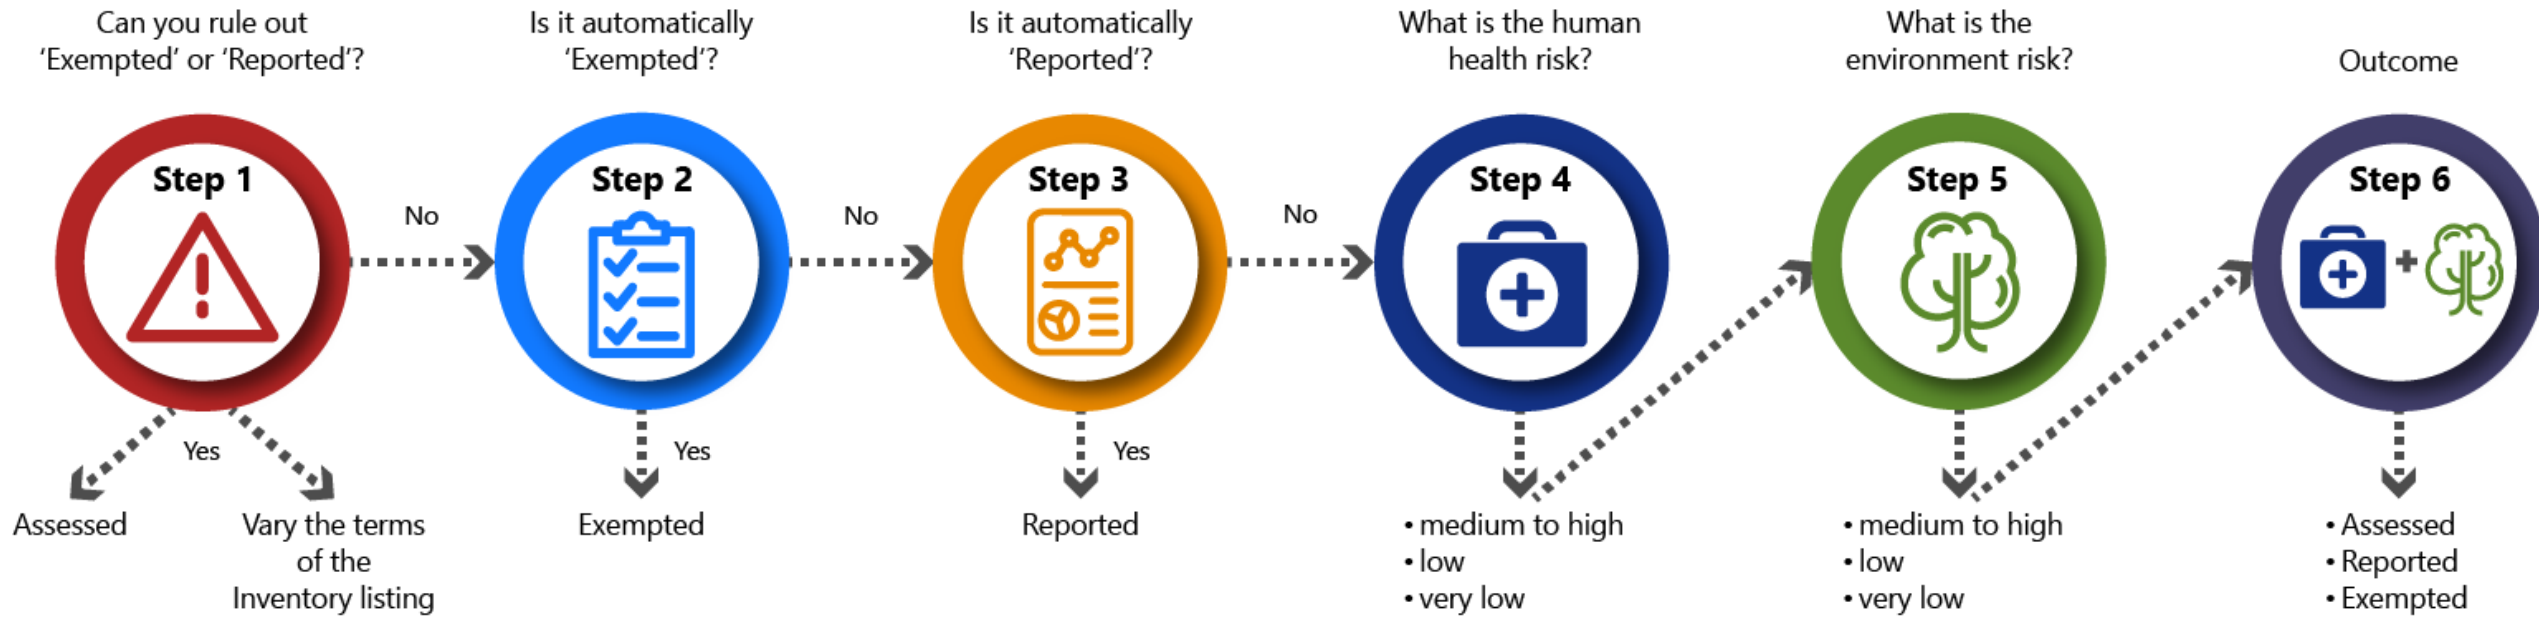 Can you rule out
‘Exempted’ or ‘Reported’?
Step 1
No
Yes
Assessed
Vary the terms
of the
Inventory listing
Is it automatically
‘Exempted’?
Step 2
No
Yes
Exempted
Is it automatically
‘Reported’?
Step 3
No
Yes
Reported
What is the human
health risk?
Step 4
• medium to high
• low
• very low
What is the
environment risk?
Step 5
• medium to high
• low
• very low
Outcome
Step 6
• Assessed
• Reported
• Exempted